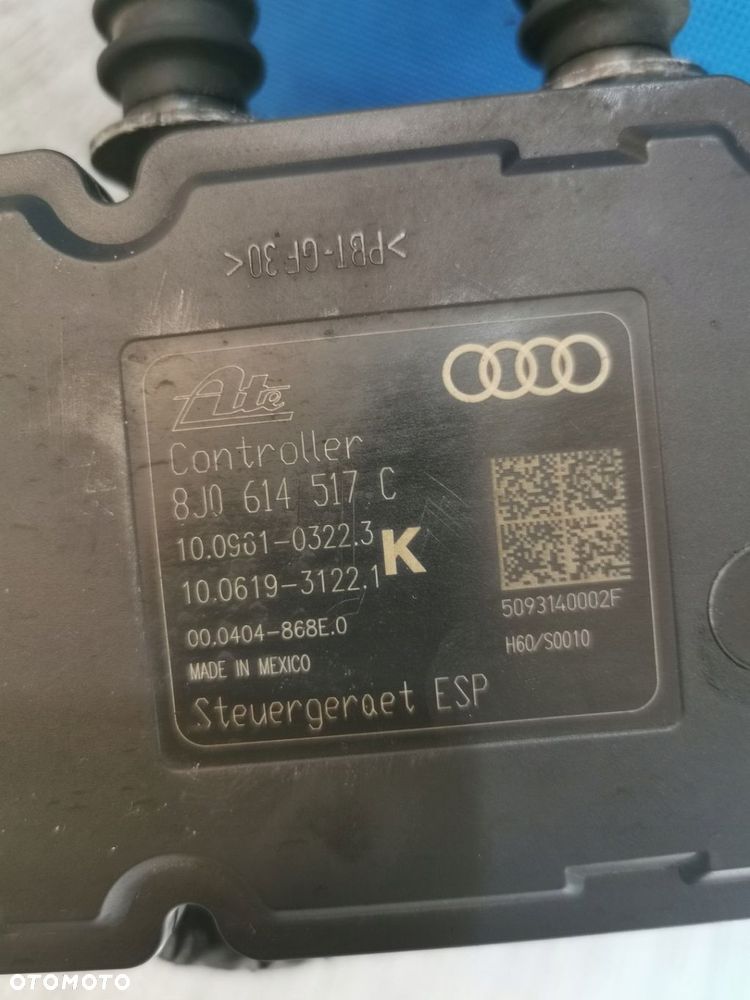 >PBT-GF30<
Ate
Controller
8J0 614 517 C
10.0961-0322.3
K
10.0619-3122.1
00.0404-868E.0
MADE IN MEXICO
Steuergeraet ESP
5093140002F
H60/S0010
OTOMOTO